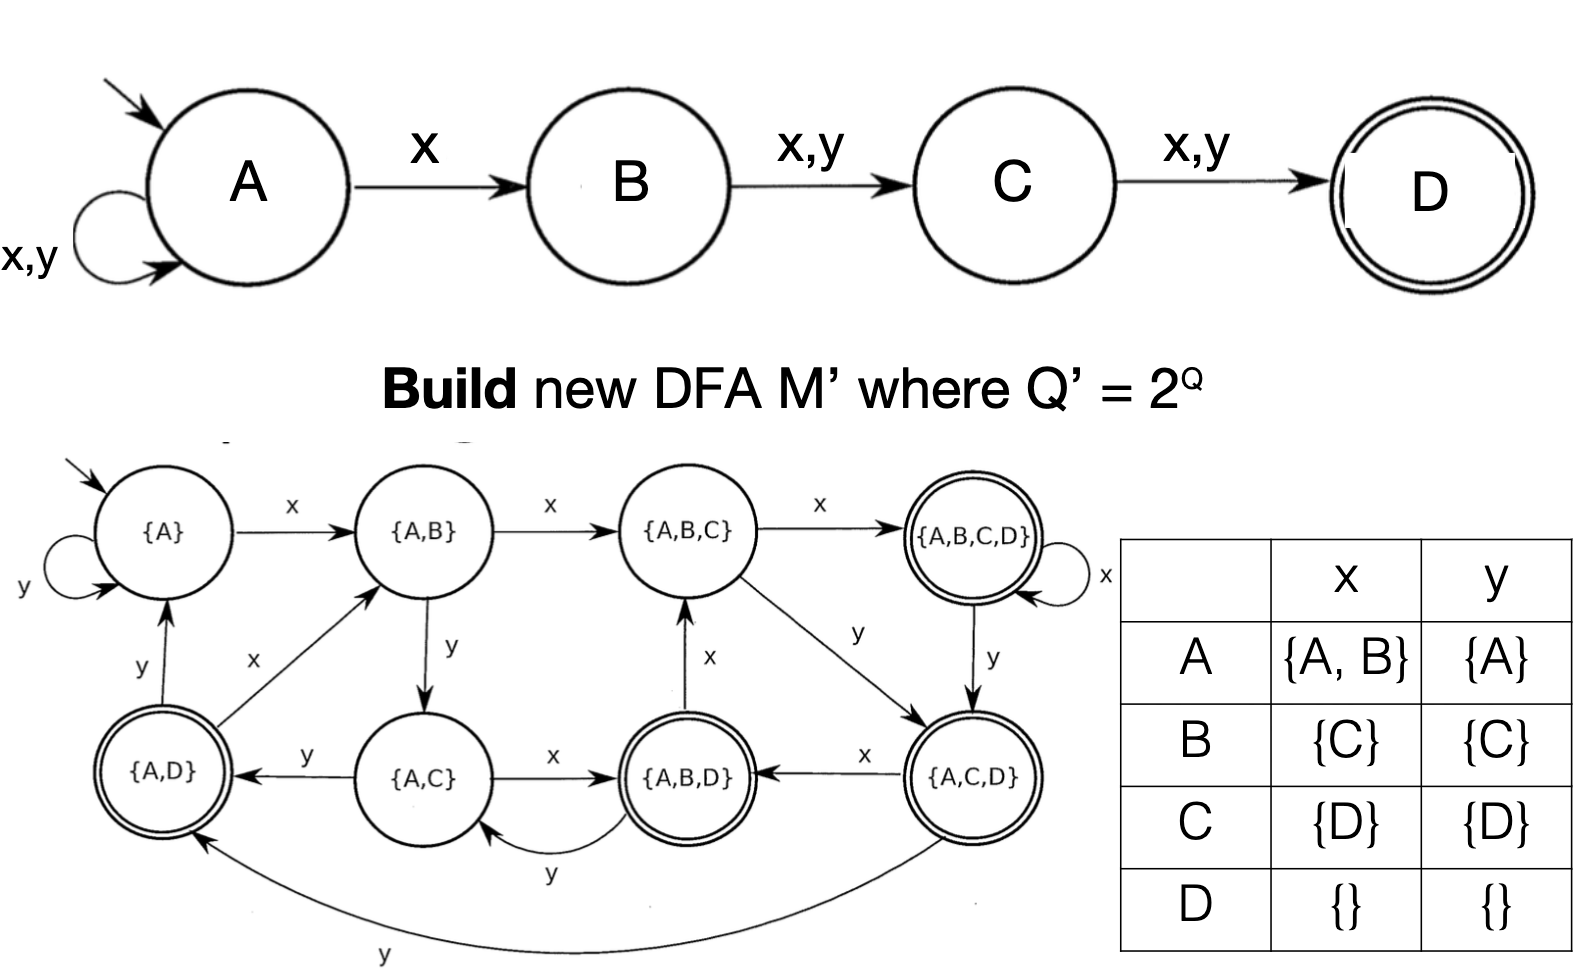 x
x,y
x,y
A
B
C
D
x,y
Build new DFA M’ where Q’ = 2^Q
x
x
x
{A}
{A,B}
{A,B,C}
{A,B,C,D}
y
x
y
x
y
x
y
y
{A,D}
y
{A,C}
x
{A,B,D}
x
{A,C,D}
y
y
x y
A {A, B} {A}
B {C} {C}
C {D} {D}
D {} {}